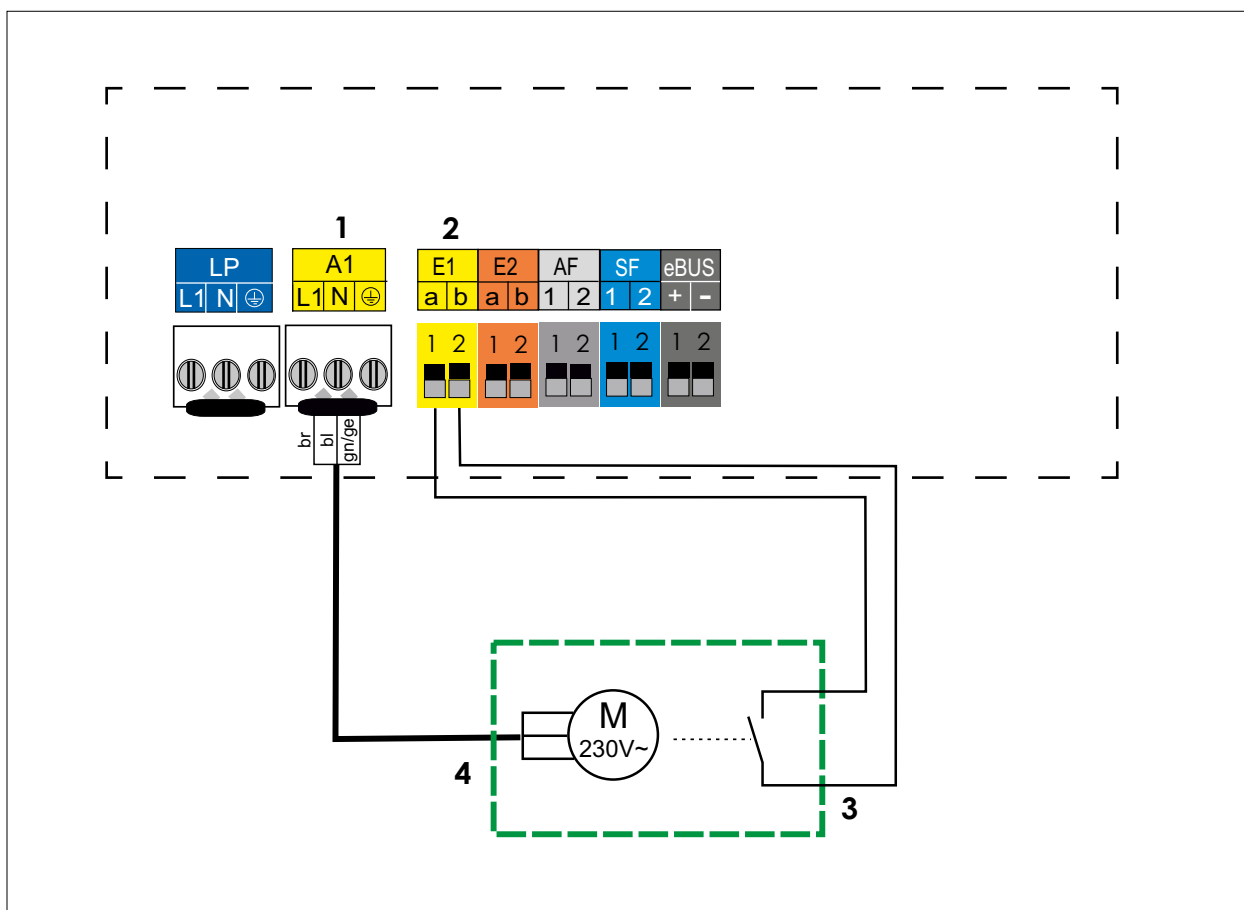 1 2
LP A1 E1 E2 AF SF eBUS
L1 N L1 N a b a b 1 2 1 2 + -
1 2 1 2 1 2 1 2 1 2
br bl gn/ge
M
230V~
4
3